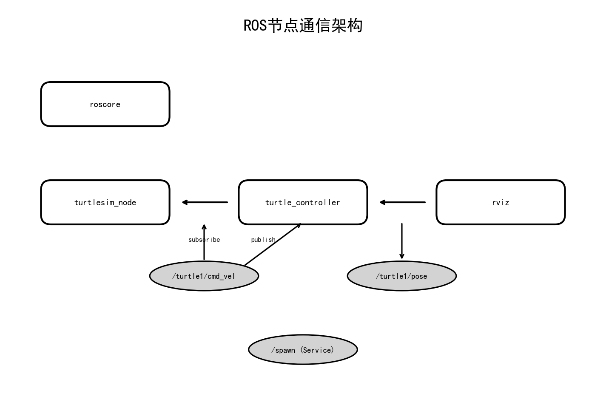 ROS节点通信架构
roscore
turtlesim_node
turtle_controller
rviz
subscribe
publish
/turtle1/cmd_vel
/turtle1/pose
/spawn (Service)